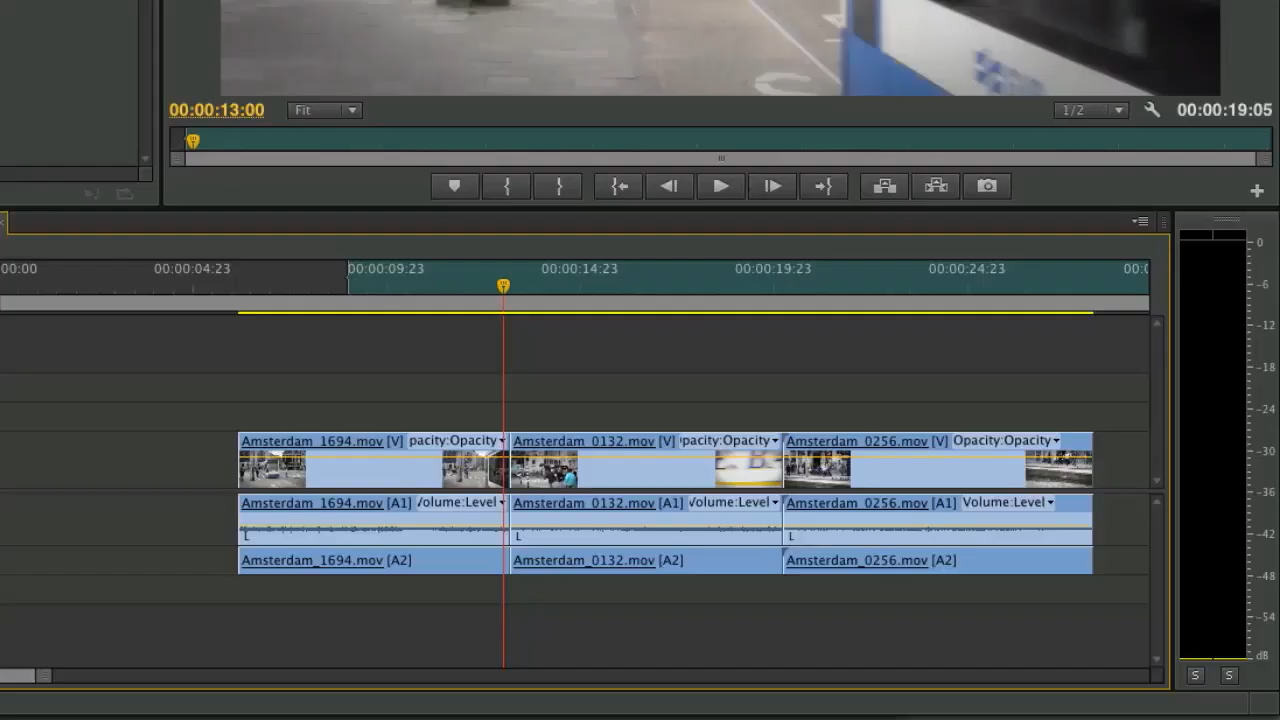 00:00:13:00 Fit 1/2 00:00:19:05
00:00 00:00:04:23 00:00:09:23 00:00:14:23 00:00:19:23 00:00:24:23 00:0
0
-6
-12
-18
-24
-30
-36
-42
-48
-54
dB
Amsterdam_1694.mov [V] pacity:Opacity Amsterdam_0132.mov [V] pacity:Opacity Amsterdam_0256.mov [V] Opacity:Opacity
Amsterdam_1694.mov [A1] Volume:Level Amsterdam_0132.mov [A1] Volume:Level Amsterdam_0256.mov [A1] Volume:Level
L L L
Amsterdam_1694.mov [A2] Amsterdam_0132.mov [A2] Amsterdam_0256.mov [A2]
S S